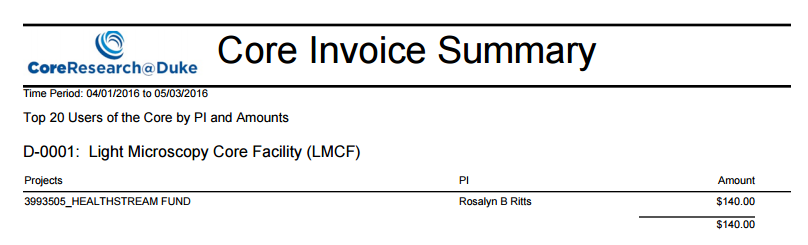 CoreResearch@Duke
Core Invoice Summary
Time Period: 04/01/2016 to 05/03/2016
Top 20 Users of the Core by PI and Amounts
D-0001: Light Microscopy Core Facility (LMCF)
Projects PI Amount
3993505_HEALTHSTREAM FUND Rosalyn B Ritts $140.00
$140.00